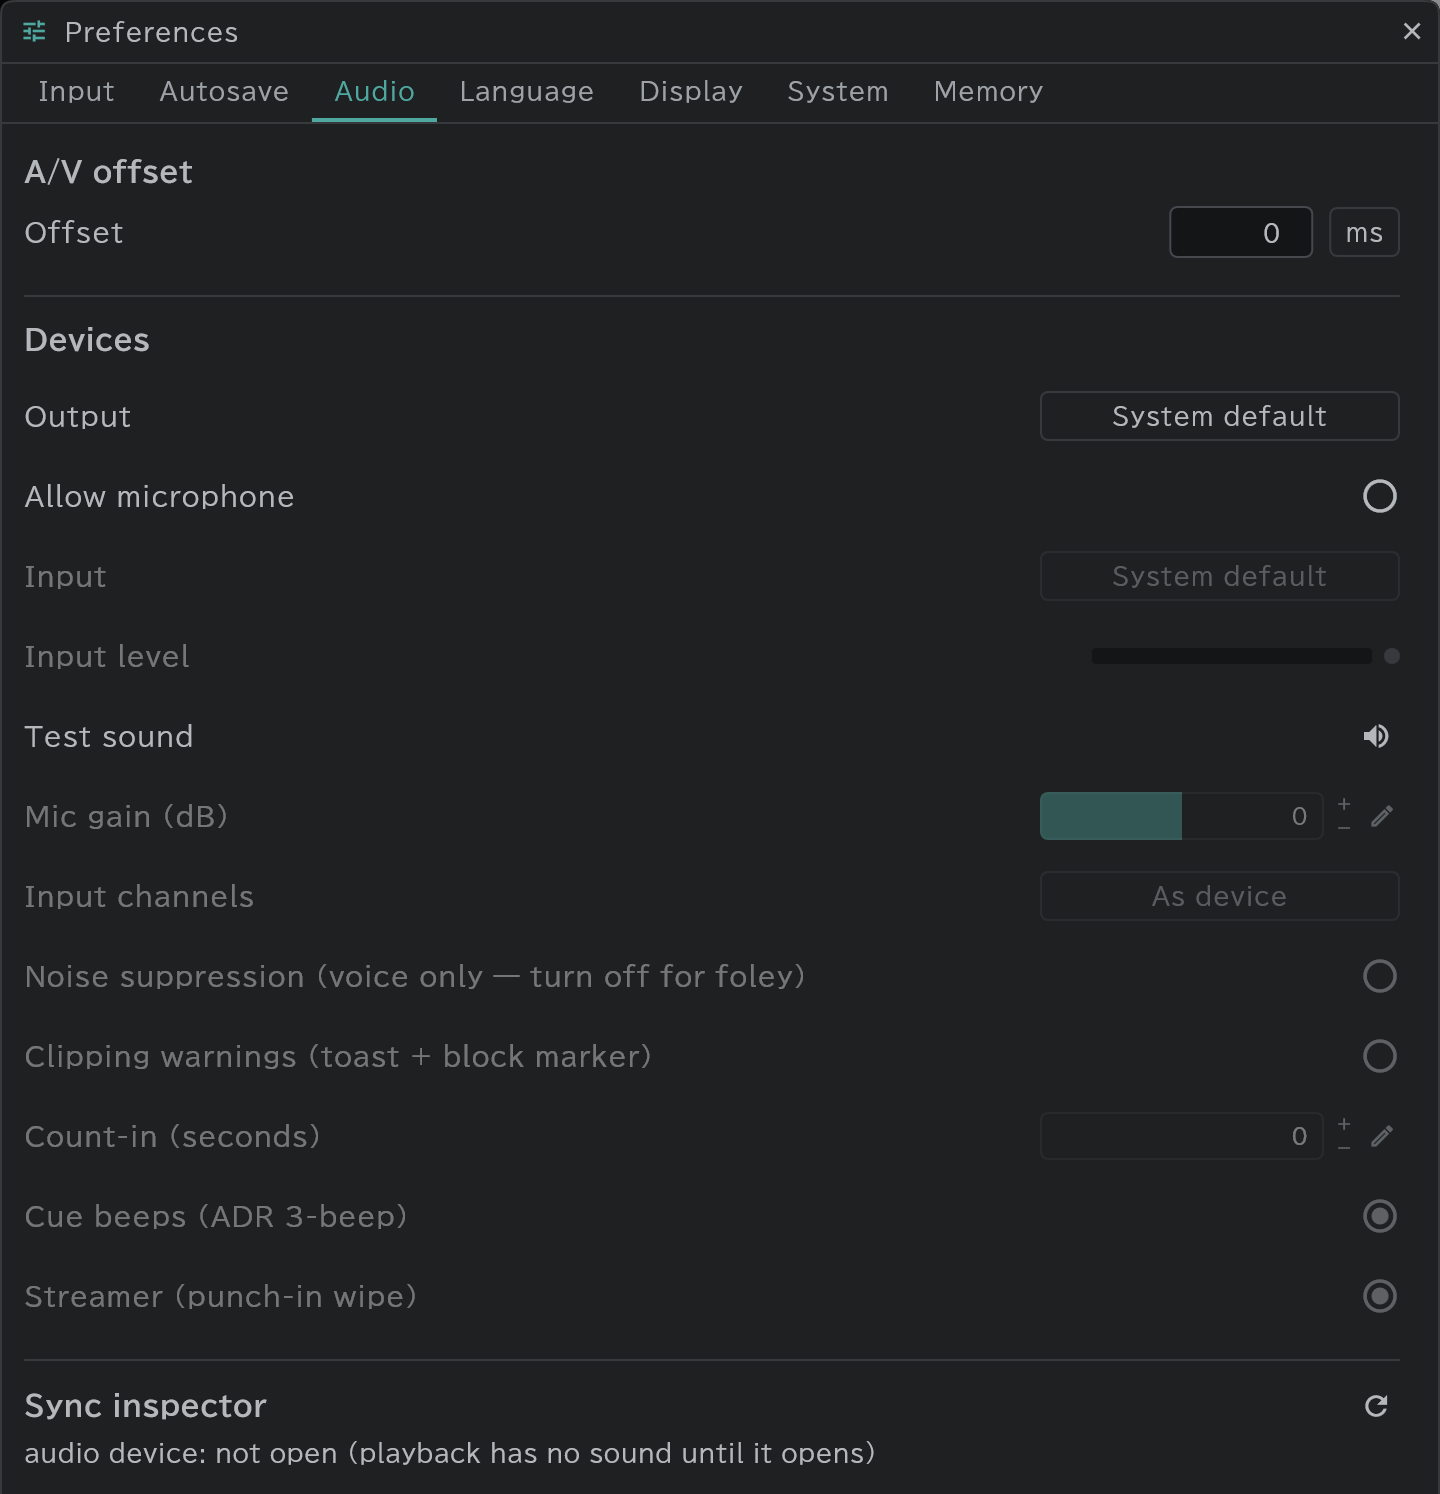 Preferences
Input Autosave Audio Language Display System Memory
A/V offset
Offset 0 ms
Devices
Output System default
Allow microphone
Input System default
Input level
Test sound
Mic gain (dB) 0 + −
Input channels As device
Noise suppression (voice only — turn off for foley)
Clipping warnings (toast + block marker)
Count-in (seconds) 0 + −
Cue beeps (ADR 3-beep)
Streamer (punch-in wipe)
Sync inspector
audio device: not open (playback has no sound until it opens)